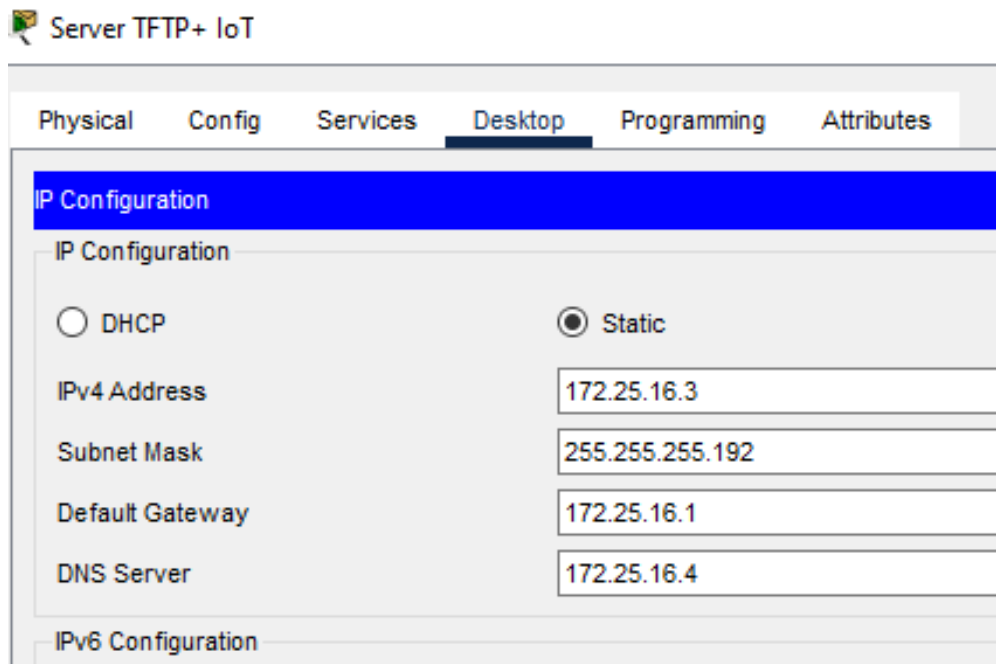 Server TFTP+ IoT
Physical Config Services Desktop Programming Attributes
IP Configuration
IP Configuration
DHCP Static
IPv4 Address 172.25.16.3
Subnet Mask 255.255.255.192
Default Gateway 172.25.16.1
DNS Server 172.25.16.4
IPv6 Configuration